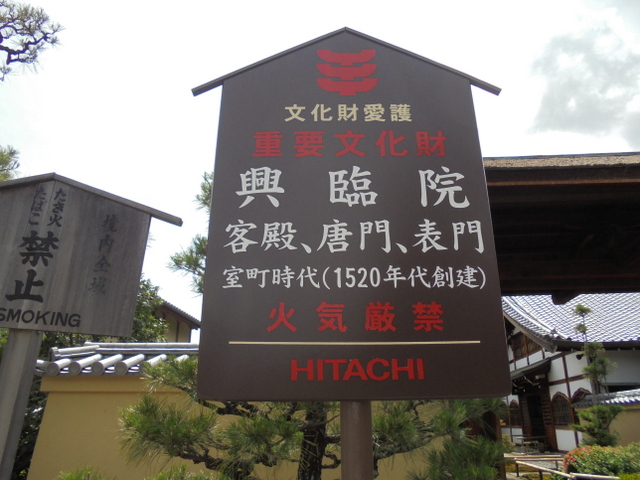 文化財愛護
重要文化財
興臨院
客殿、唐門、表門
室町時代(1520年代創建)
火気厳禁
HITACHI
境内全域
たき火
たばこ
禁止
SMOKING